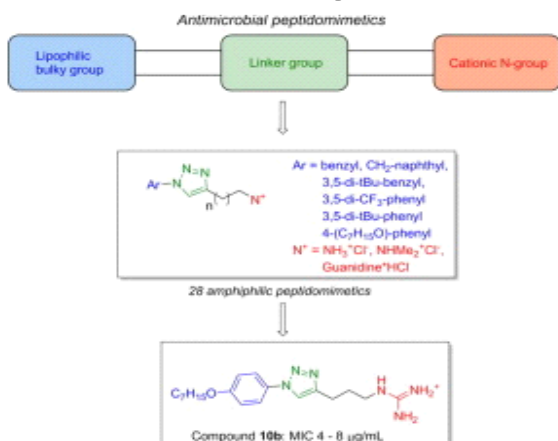 Antimicrobial peptidomimetics
Lipophilic
bulky group
Linker group
Cationic N-group
N=N
Ar-N
n
N⁺
Ar = benzyl, CH₂-naphthyl,
3,5-di-tBu-benzyl,
3,5-di-CF₃-phenyl
3,5-di-tBu-phenyl
4-(C₇H₁₅O)-phenyl
N⁺ = NH₃⁺Cl⁻, NHMe₂⁺Cl⁻,
Guanidine*HCl
28 amphiphilic peptidomimetics
C₇H₁₅O
N=N
N
H
N
NH₂⁺
NH₂
Compound 10b: MIC 4 - 8 µg/mL